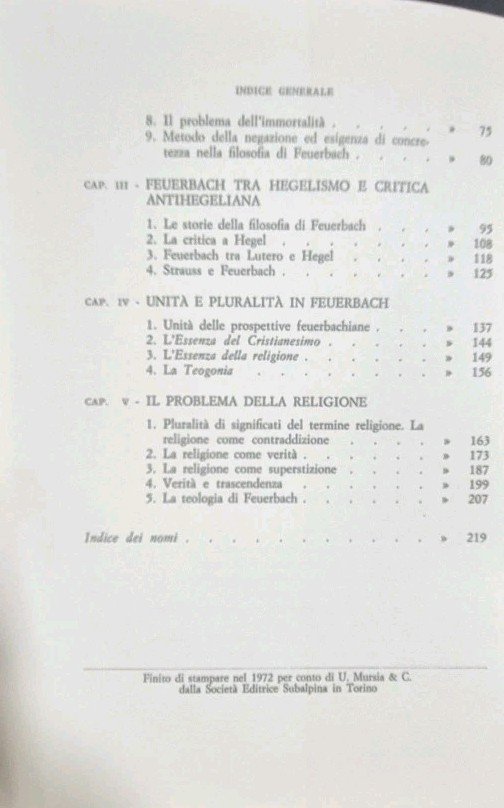 INDICE GENERALE
8. Il problema dell'immortalità . . . . . . » 75
9. Metodo della negazione ed esigenza di concre-
tezza nella filosofia di Feuerbach . . . . . » 80
CAP. III - FEUERBACH TRA HEGELISMO E CRITICA
ANTIHEGELIANA
1. Le storie della filosofia di Feuerbach . . . . » 95
2. La critica a Hegel . . . . . . . . » 108
3. Feuerbach tra Lutero e Hegel . . . . . » 118
4. Strauss e Feuerbach . . . . . . . . » 125
CAP. IV - UNITÀ E PLURALITÀ IN FEUERBACH
1. Unità delle prospettive feuerbachiane . . . . » 137
2. L'Essenza del Cristianesimo . . . . . . » 144
3. L'Essenza della religione . . . . . . . » 149
4. La Teogonia . . . . . . . . . » 156
CAP. V - IL PROBLEMA DELLA RELIGIONE
1. Pluralità di significati del termine religione. La
religione come contraddizione . . . . . » 163
2. La religione come verità . . . . . . . » 173
3. La religione come superstizione . . . . . » 187
4. Verità e trascendenza . . . . . . . » 199
5. La teologia di Feuerbach . . . . . . . » 207
Indice dei nomi . . . . . . . . . . . » 219
Finito di stampare nel 1972 per conto di U. Mursia & C.
dalla Società Editrice Subalpina in Torino